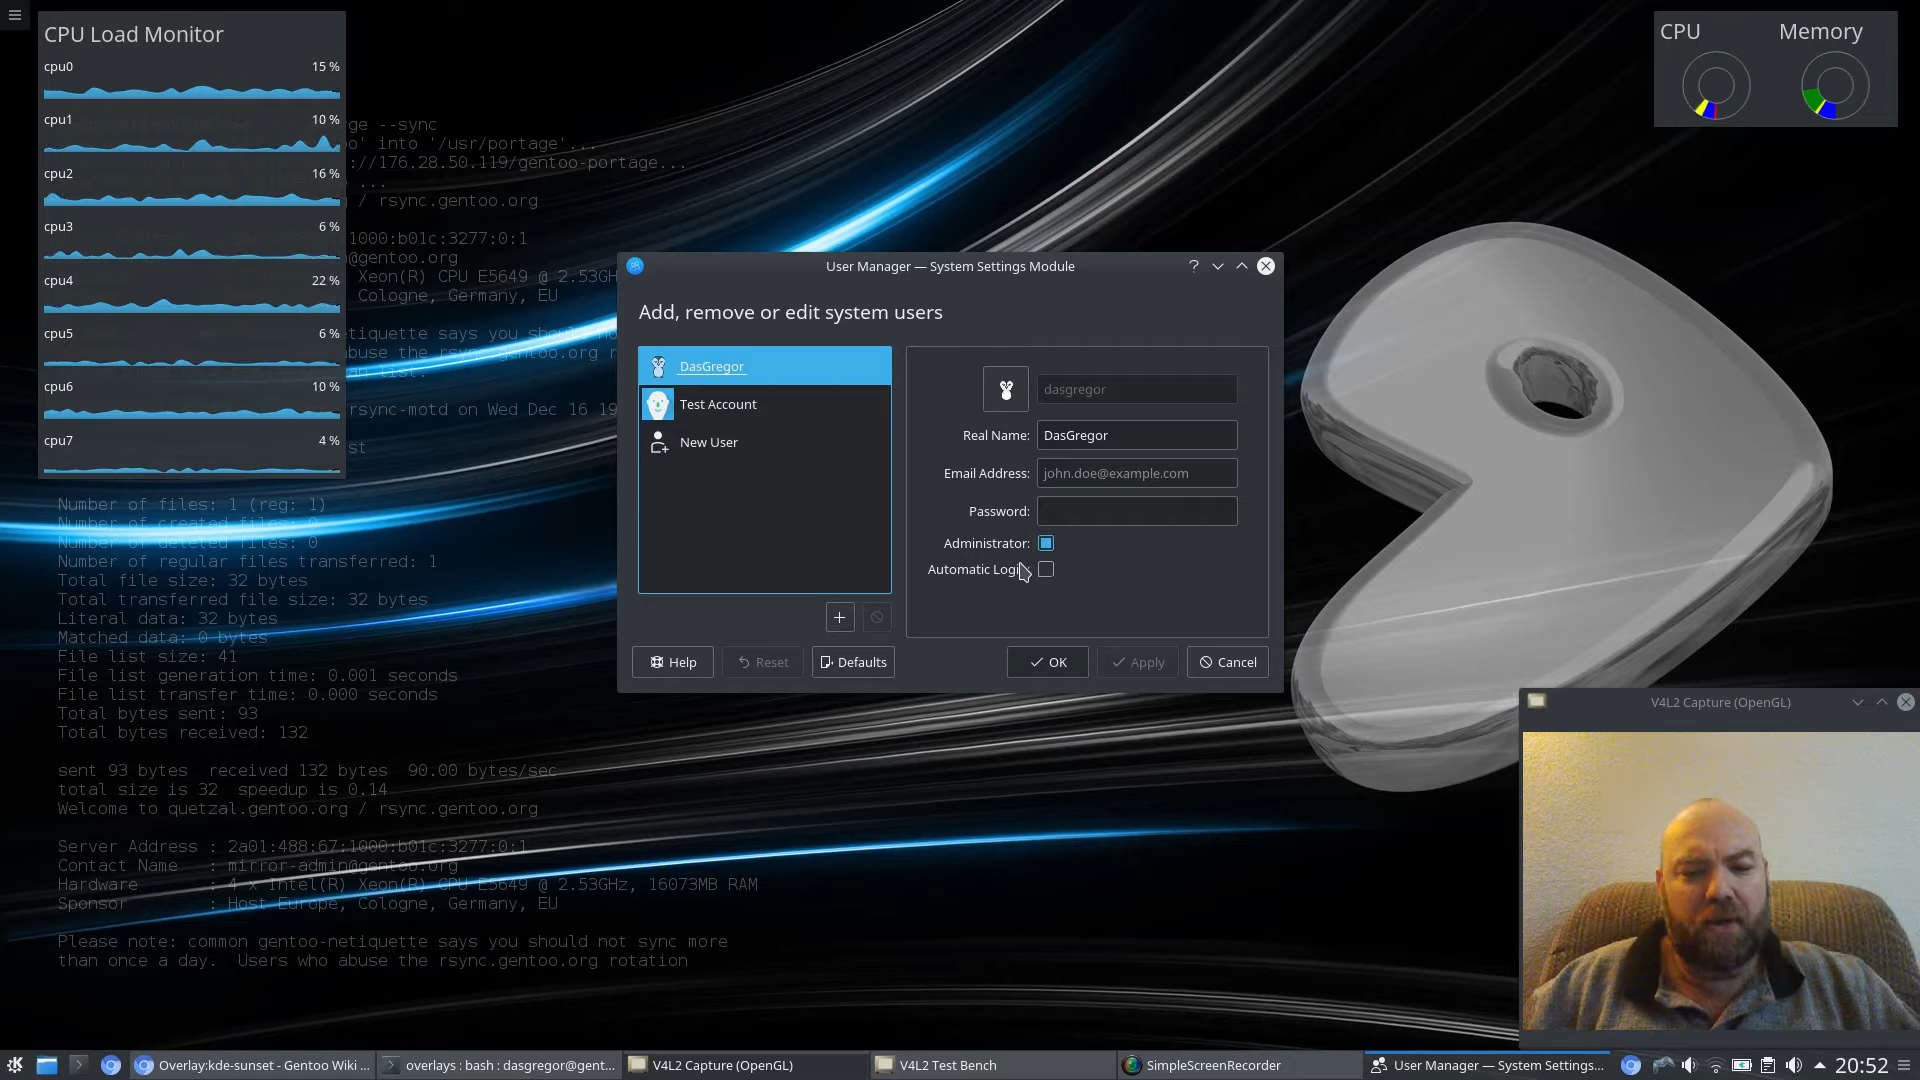 CPU Load Monitor
cpu0 15 %
cpu1 10 %
cpu2 16 %
cpu3 6 %
cpu4 22 %
cpu5 6 %
cpu6 10 %
cpu7 4 %
CPU Memory
ge --sync
oo' into '/usr/portage'...
://176.28.50.119/gentoo-portage...
...
/ rsync.gentoo.org
1000:b01c:3277:0:1
@gentoo.org
Xeon(R) CPU E5649 @ 2.53GH
Cologne, Germany, EU
netiquette says you should no
abuse the rsync.gentoo.org r
an list.
rsync-motd on Wed Dec 16 19
st
Number of files: 1 (reg: 1)
Number of created files: 0
Number of deleted files: 0
Number of regular files transferred: 1
Total file size: 32 bytes
Total transferred file size: 32 bytes
Literal data: 32 bytes
Matched data: 0 bytes
File list size: 41
File list generation time: 0.001 seconds
File list transfer time: 0.000 seconds
Total bytes sent: 93
Total bytes received: 132
sent 93 bytes received 132 bytes 90.00 bytes/sec
total size is 32 speedup is 0.14
Welcome to quetzal.gentoo.org / rsync.gentoo.org
Server Address : 2a01:488:67:1000:b01c:3277:0:1
Contact Name : mirror-admin@gentoo.org
Hardware : 4 x Intel(R) Xeon(R) CPU E5649 @ 2.53GHz, 16073MB RAM
Sponsor : Host Europe, Cologne, Germany, EU
Please note: common gentoo-netiquette says you should not sync more
than once a day. Users who abuse the rsync.gentoo.org rotation
User Manager — System Settings Module
Add, remove or edit system users
DasGregor
Test Account
New User
dasgregor
Real Name: DasGregor
Email Address: john.doe@example.com
Password:
Administrator:
Automatic Logi
Help Reset Defaults OK Apply Cancel
V4L2 Capture (OpenGL)
Overlay:kde-sunset - Gentoo Wiki ... overlays : bash : dasgregor@gent... V4L2 Capture (OpenGL) V4L2 Test Bench SimpleScreenRecorder User Manager — System Settings... 20:52